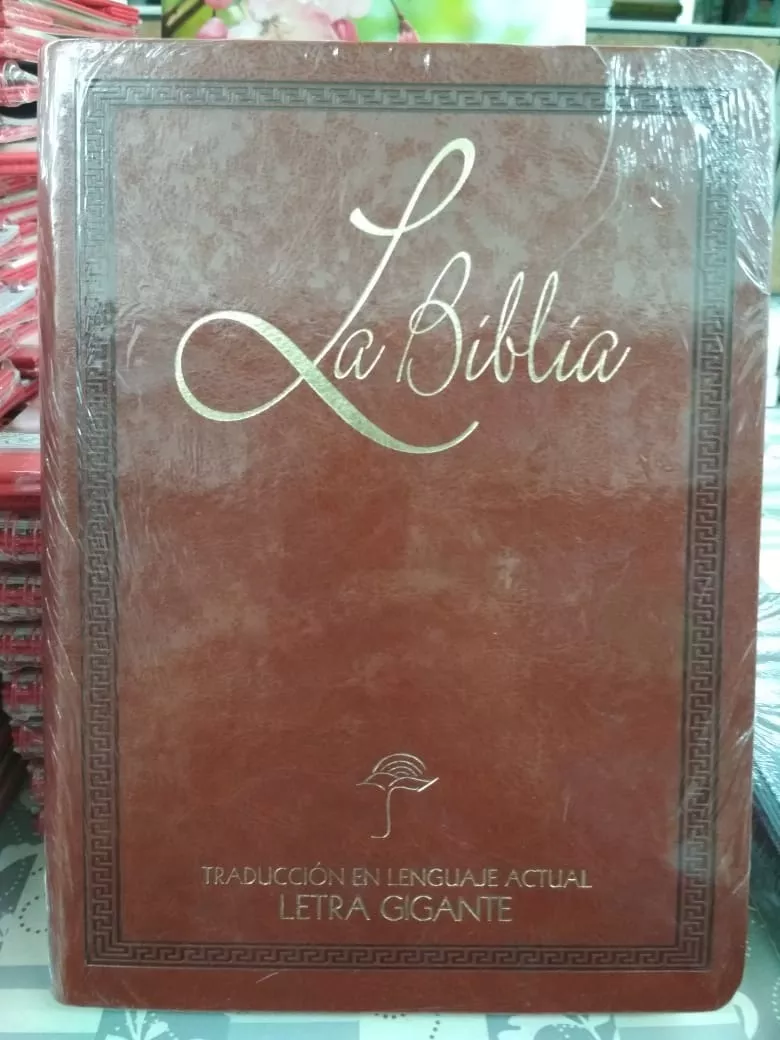 La Biblia
TRADUCCIÓN EN LENGUAJE ACTUAL
LETRA GIGANTE